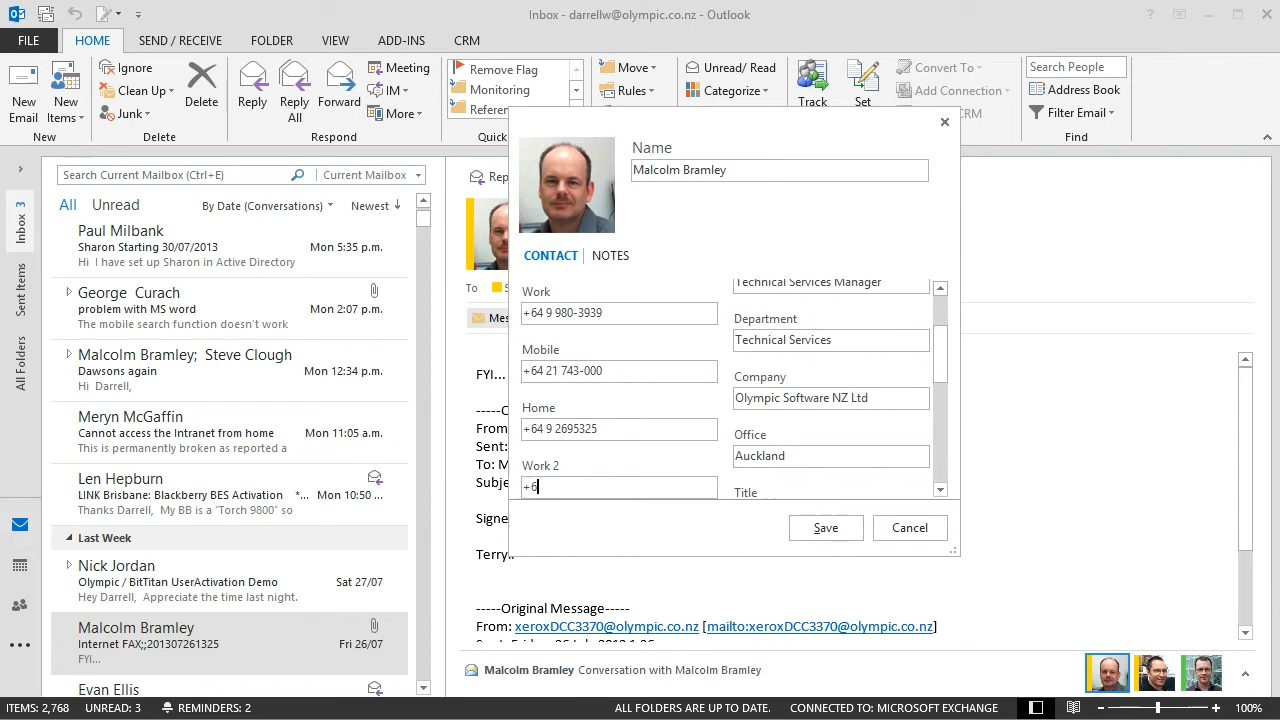 Inbox - darrellw@olympic.co.nz - Outlook
FILE
HOME
SEND / RECEIVE
FOLDER
VIEW
ADD-INS
CRM
New Email
New Items
New
Ignore
Clean Up
Junk
Delete
Delete
Reply
Reply All
Forward
Meeting
IM
More
Respond
Remove Flag
Monitoring
Quick
Move
Rules
Unread/ Read
Categorize
Track
Set
Convert To
Add Connection
CRM
Search People
Address Book
Filter Email
Find
Inbox 3
Sent Items
All Folders
Search Current Mailbox (Ctrl+E)
Current Mailbox
All
Unread
By Date (Conversations)
Newest
Paul Milbank
Sharon Starting 30/07/2013
Mon 5:35 p.m.
Hi I have set up Sharon in Active Directory
George Curach
problem with MS word
Mon 2:07 p.m.
The mobile search function doesn't work
Malcolm Bramley; Steve Clough
Dawsons again
Mon 12:34 p.m.
Hi Darrell,
Meryn McGaffin
Cannot access the Intranet from home
Mon 11:05 a.m.
This is permanently broken as reported a
Len Hepburn
LINK Brisbane: Blackberry BES Activation *...
Mon 10:50 ...
Thanks Darrell, My BB is a "Torch 9800" so
Last Week
Nick Jordan
Olympic / BitTitan UserActivation Demo
Sat 27/07
Hey Darrell, Appreciate the time last night.
Malcolm Bramley
Internet FAX;;201307261325
Fri 26/07
FYI...
Evan Ellis
Name
Malcolm Bramley
CONTACT
NOTES
Work
+64 9 980-3939
Mobile
+64 21 743-000
Home
+64 9 2695325
Work 2
+6
Technical Services Manager
Department
Technical Services
Company
Olympic Software NZ Ltd
Office
Auckland
Title
Save
Cancel
To
FYI...
From
Sent:
To: M
Signe
Terry..
-----Original Message-----
From: xeroxDCC3370@olympic.co.nz [mailto:xeroxDCC3370@olympic.co.nz]
Malcolm Bramley Conversation with Malcolm Bramley
ITEMS: 2,768
UNREAD: 3
REMINDERS: 2
ALL FOLDERS ARE UP TO DATE.
CONNECTED TO: MICROSOFT EXCHANGE
100%